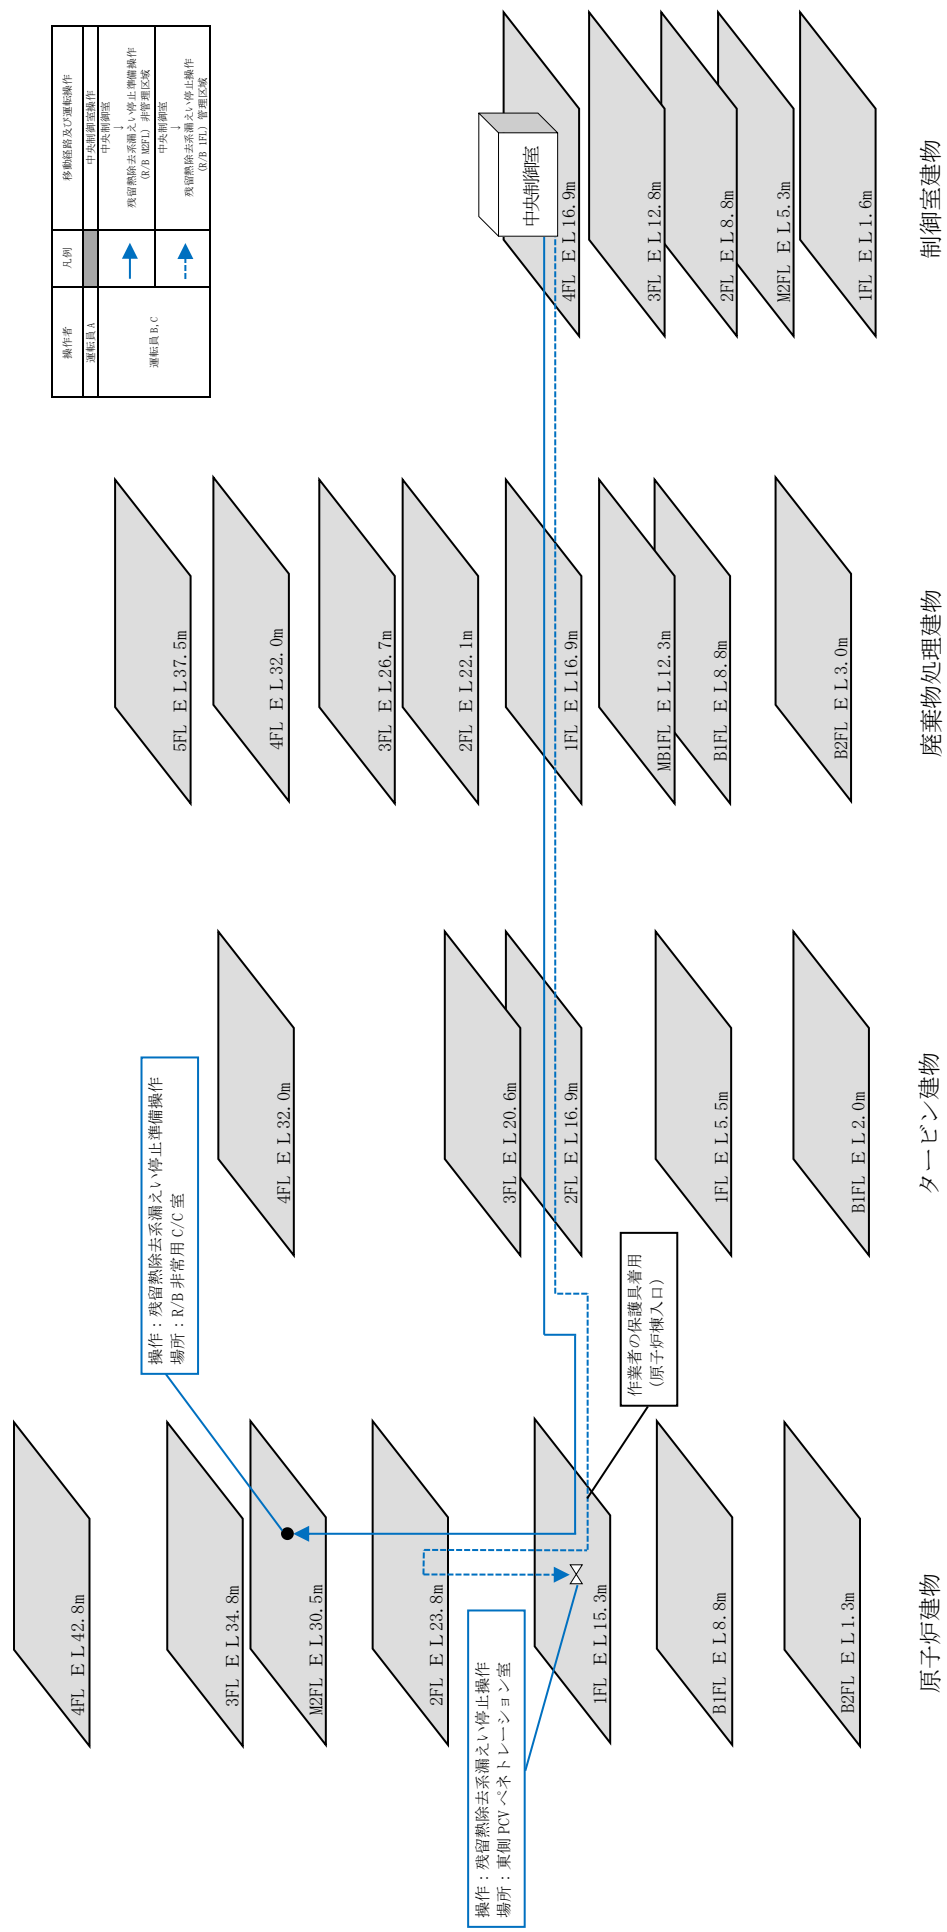 操作者 凡例 移動経路及び運転操作
運転員 A 中央制御室操作
運転員 B,C
中央制御室
↓
残留熱除去系漏えい停止準備操作
(R/B M2FL) 非管理区域
中央制御室
↓
残留熱除去系漏えい停止操作
(R/B 1FL) 管理区域
4FL ＥＬ42.8m
3FL ＥＬ34.8m
M2FL ＥＬ30.5m
2FL ＥＬ23.8m
1FL ＥＬ15.3m
B1FL ＥＬ8.8m
B2FL ＥＬ1.3m
原子炉建物
操作：残留熱除去系漏えい停止操作
場所：東側 PCV ペネトレーション室
操作：残留熱除去系漏えい停止準備操作
場所：R/B 非常用 C/C 室
作業者の保護具着用
（原子炉棟入口）
4FL ＥＬ32.0m
3FL ＥＬ20.6m
2FL ＥＬ16.9m
1FL ＥＬ5.5m
B1FL ＥＬ2.0m
タービン建物
5FL ＥＬ37.5m
4FL ＥＬ32.0m
3FL ＥＬ26.7m
2FL ＥＬ22.1m
1FL ＥＬ16.9m
MB1FL ＥＬ12.3m
B1FL ＥＬ8.8m
B2FL ＥＬ3.0m
廃棄物処理建物
中央制御室
4FL ＥＬ16.9m
3FL ＥＬ12.8m
2FL ＥＬ8.8m
M2FL ＥＬ5.3m
1FL ＥＬ1.6m
制御室建物